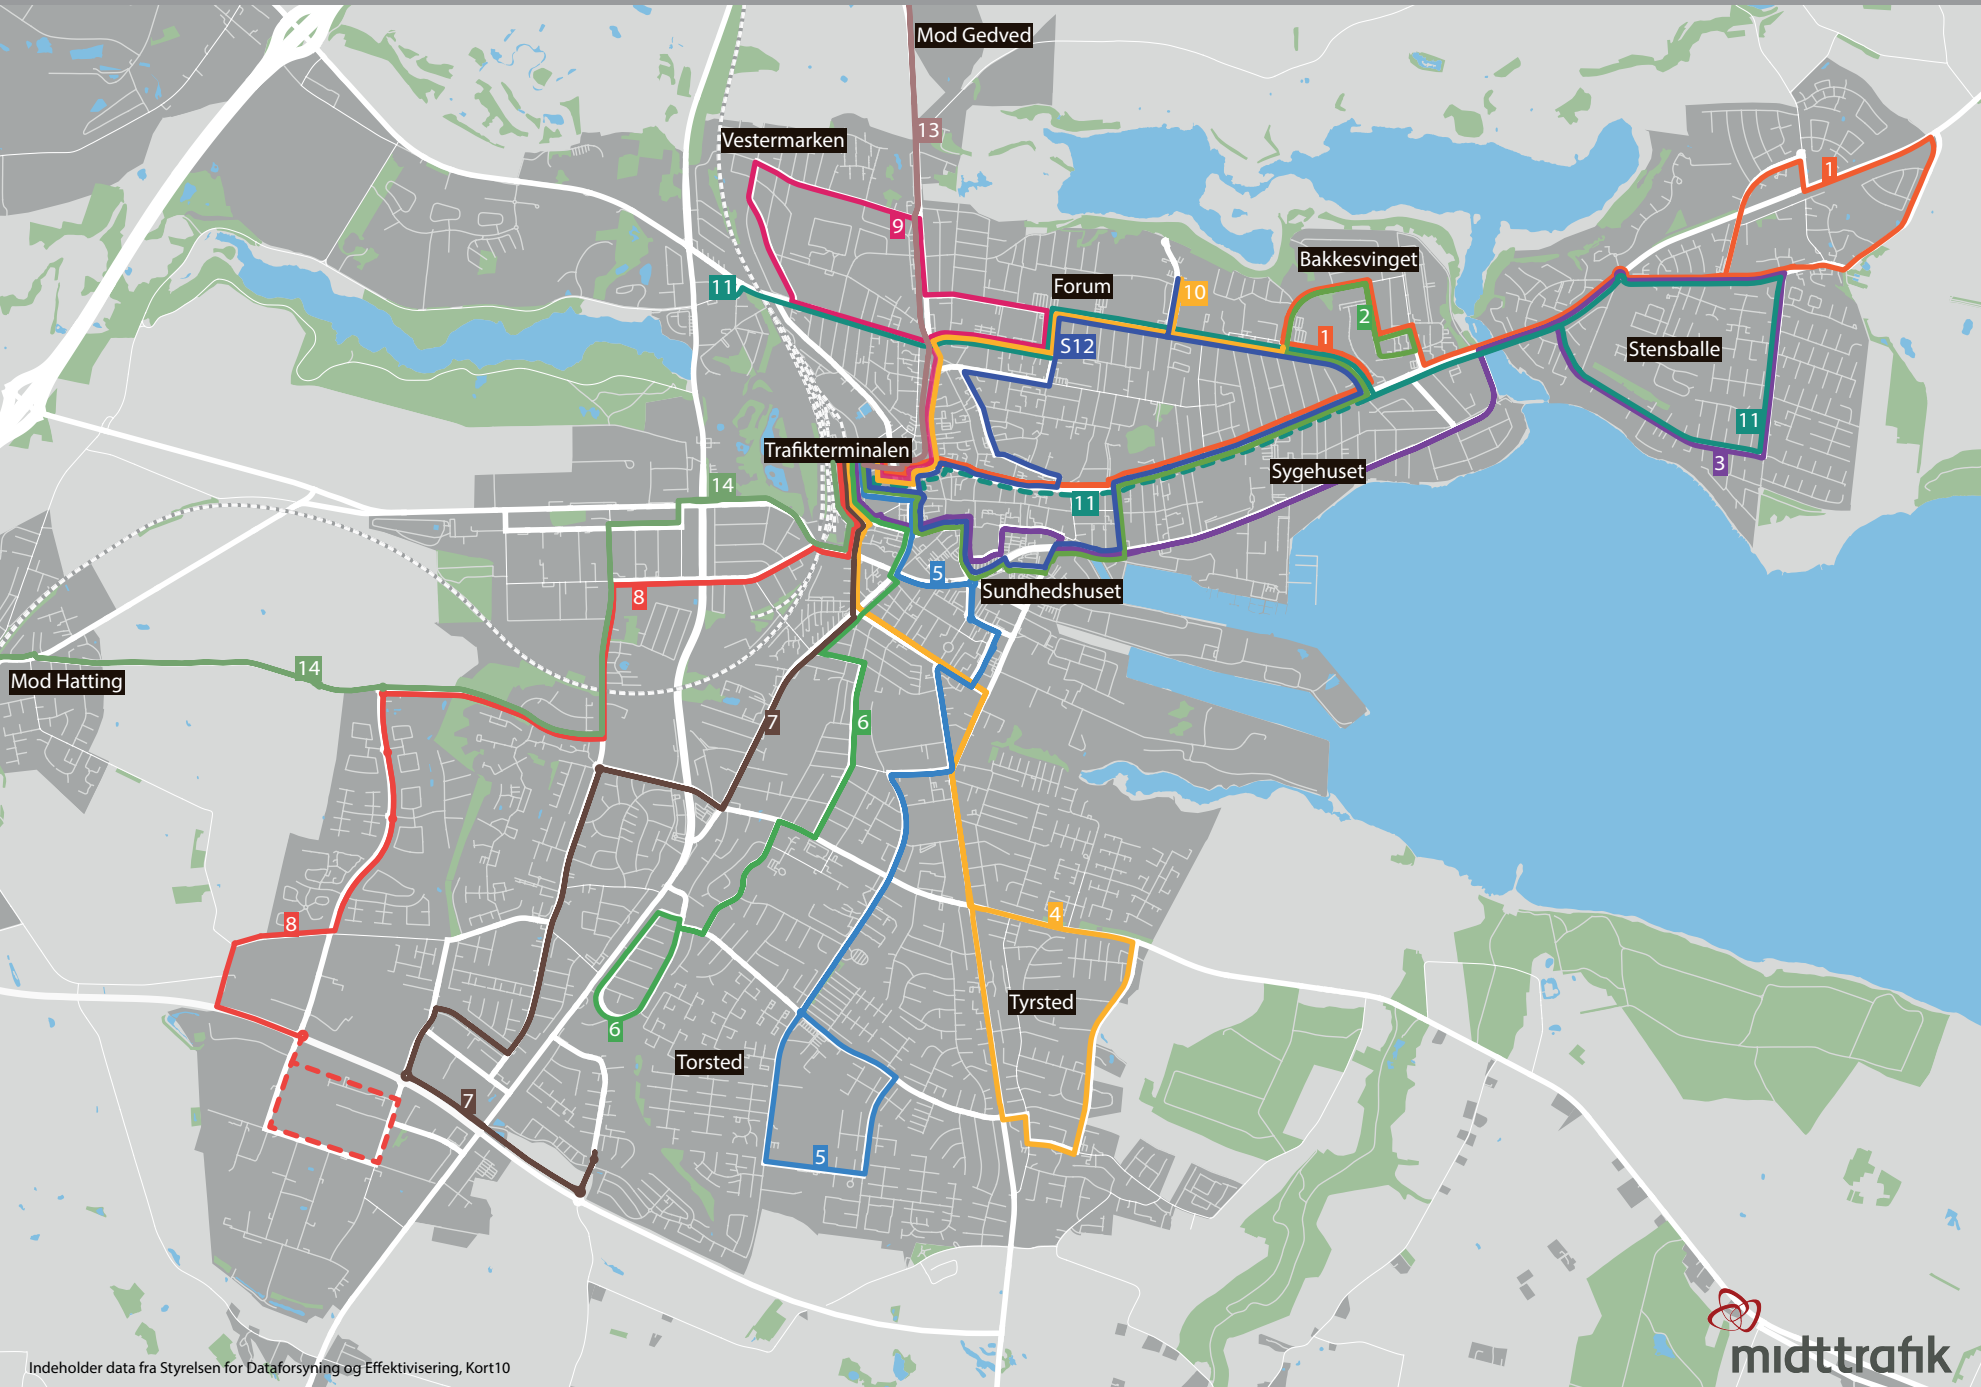 Mod Gedved
13
Vestermarken
1
9
Bakkesvinget
11
Forum
10
2
1
S12
Stensballe
11
Trafikterminalen
3
Sygehuset
14
11
5
Sundhedshuset
8
14
Mod Hatting
7
6
4
8
Tyrsted
6
Torsted
7
5
midttrafik
Indeholder data fra Styrelsen for Dataforsyning og Effektivisering, Kort10